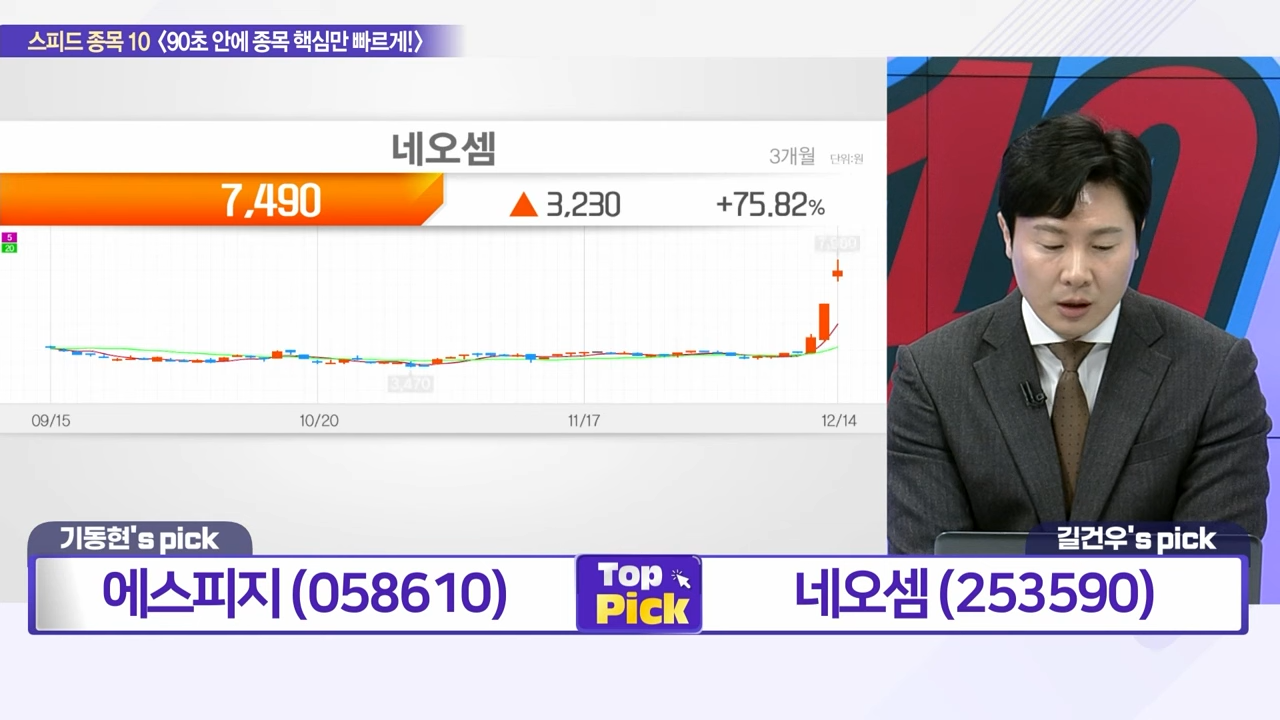 스피드 종목 10 〈90초 안에 종목 핵심만 빠르게!〉
네오셈
3개월 단위:원
7,490 ▲ 3,230 +75.82%
5
20
7,960
3,470
09/15 10/20 11/17 12/14
10
기동현's pick
길건우's pick
에스피지 (058610)
Top Pick
네오셈 (253590)